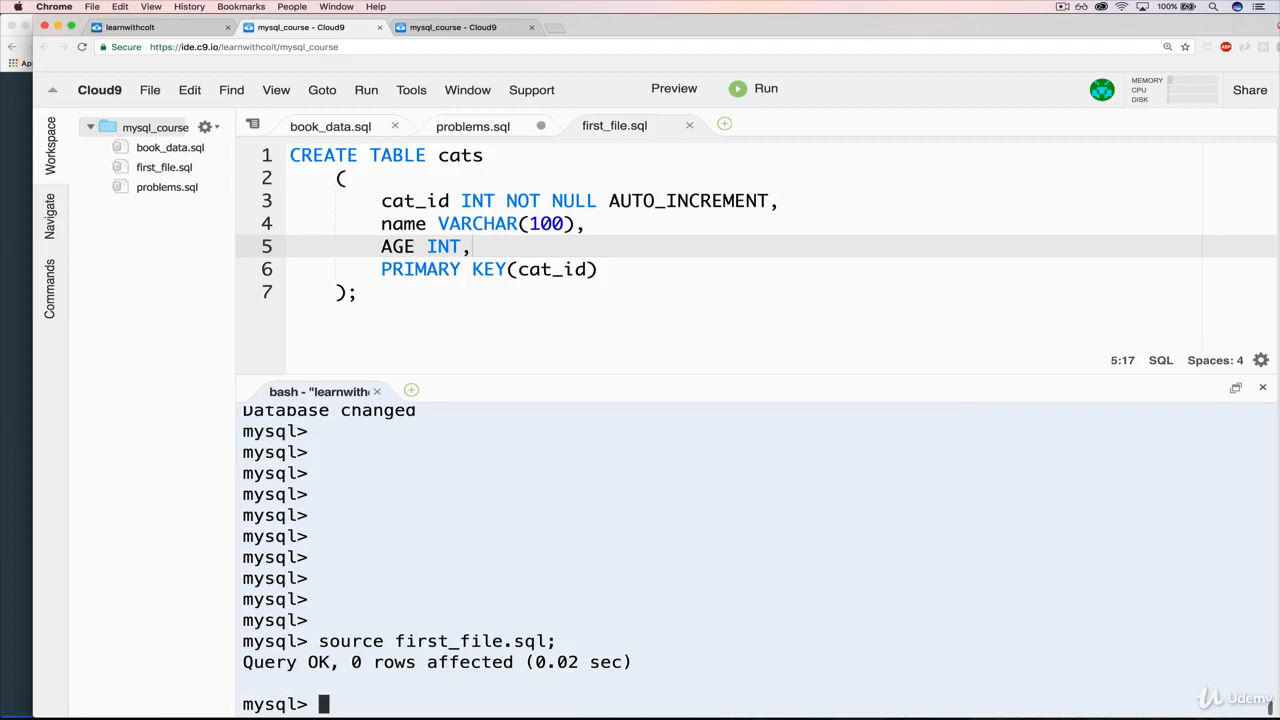 Chrome File Edit View History Bookmarks People Window Help 100%
learnwithcolt mysql_course - Cloud9 mysql_course - Cloud9
Secure https://ide.c9.io/learnwithcolt/mysql_course
Cloud9 File Edit Find View Goto Run Tools Window Support Preview Run MEMORY CPU DISK Share
Workspace
Navigate
Commands
mysql_course
book_data.sql
first_file.sql
problems.sql
book_data.sql problems.sql first_file.sql
1 CREATE TABLE cats
2 (
3 cat_id INT NOT NULL AUTO_INCREMENT,
4 name VARCHAR(100),
5 AGE INT,
6 PRIMARY KEY(cat_id)
7 );
5:17 SQL Spaces: 4
bash - "learnwith
Database changed
mysql>
mysql>
mysql>
mysql>
mysql>
mysql>
mysql>
mysql>
mysql>
mysql>
mysql> source first_file.sql;
Query OK, 0 rows affected (0.02 sec)
mysql>
Udemy